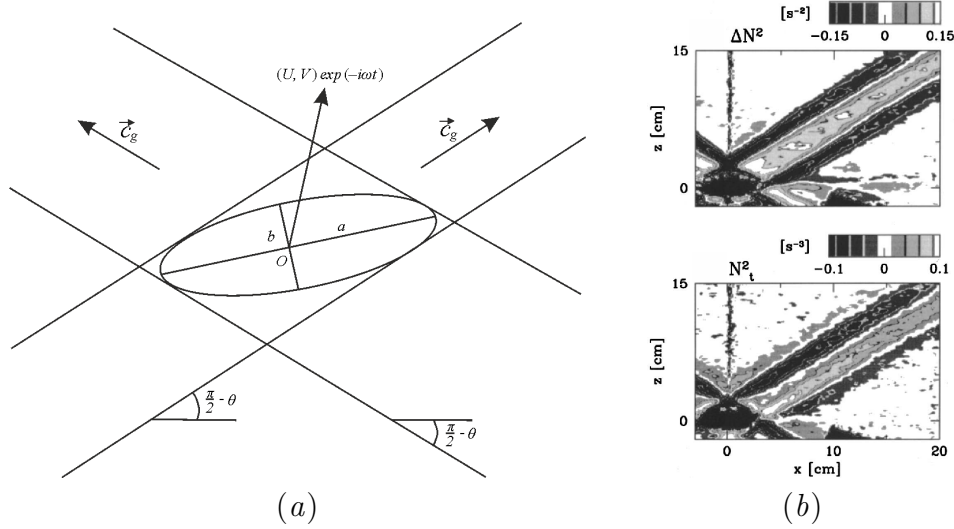 (U, V) exp (-iωt)
c⃗g
c⃗g
b
a
O
π/2 - θ
π/2 - θ
(a)
[s⁻²]
ΔN²
-0.15 0 0.15
15
z [cm]
0
[s⁻³]
N²t
-0.1 0 0.1
15
z [cm]
0
0 10 20
x [cm]
(b)